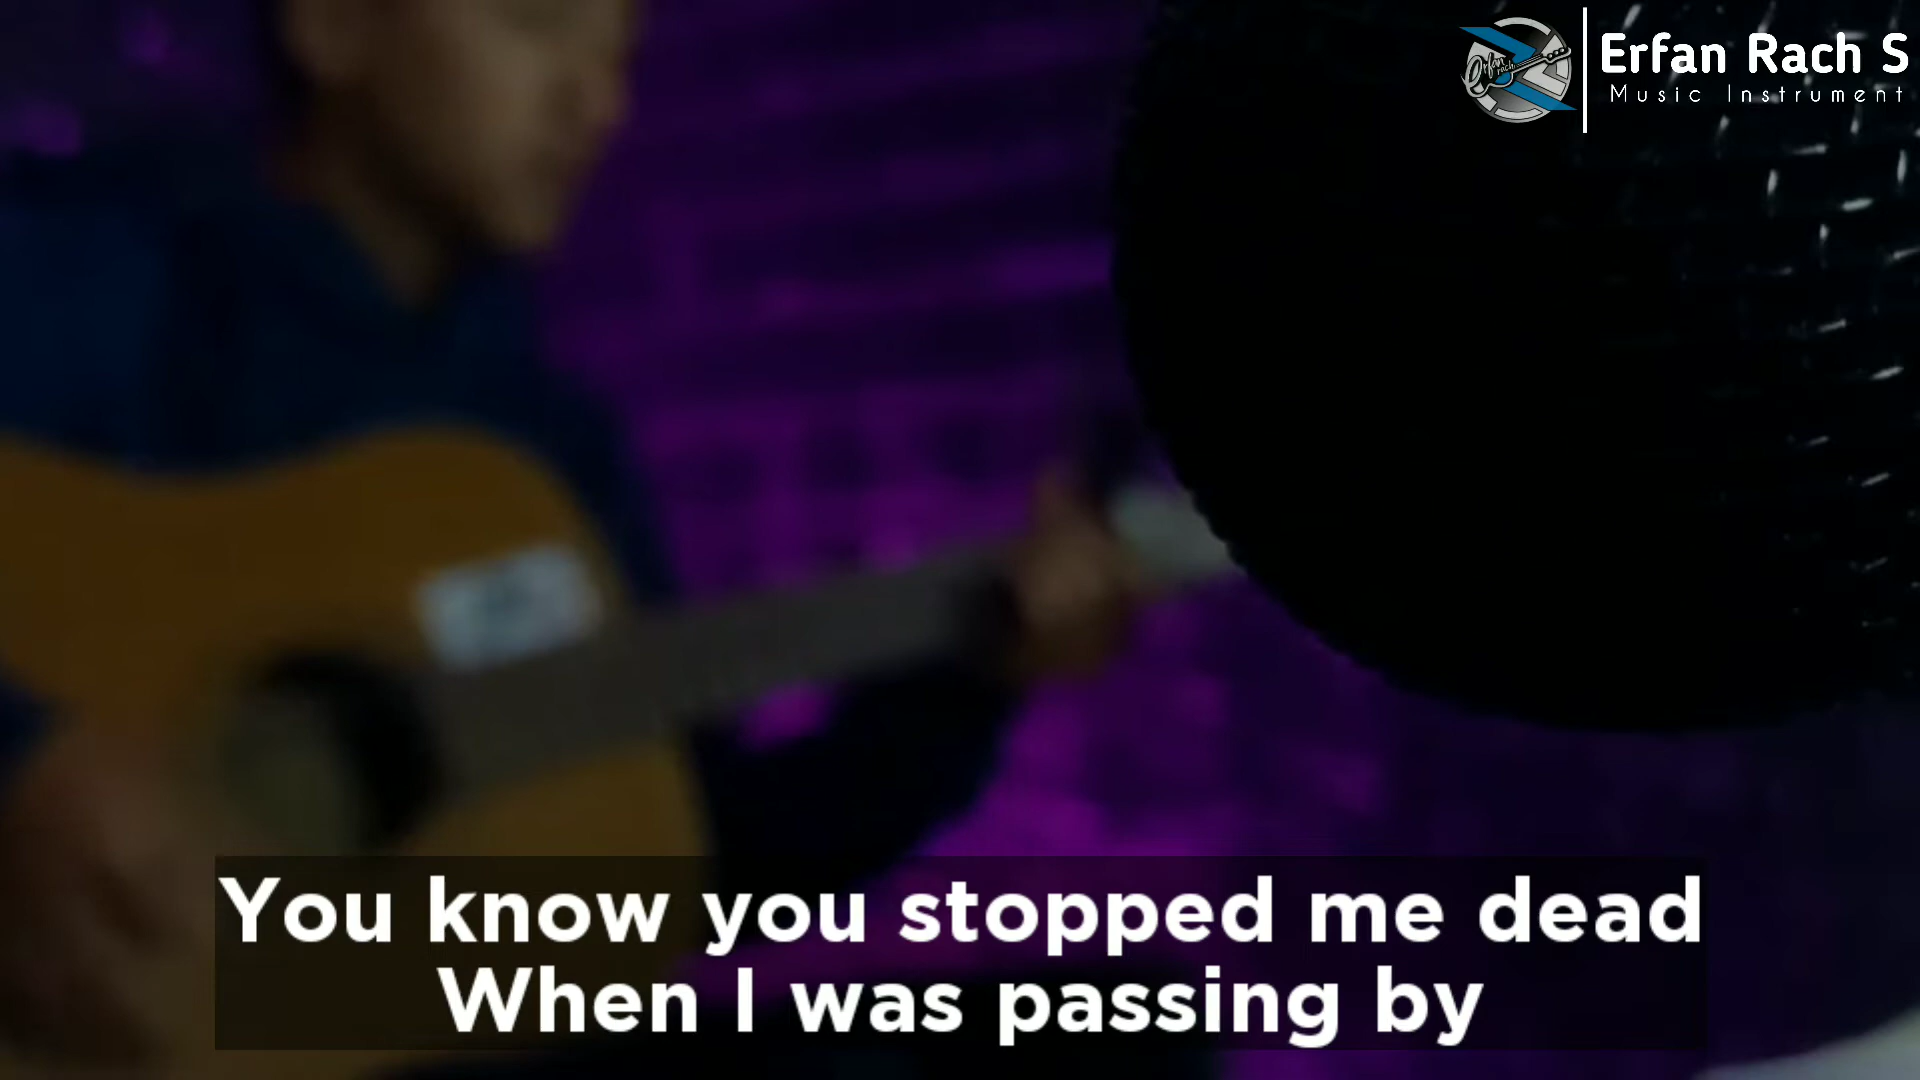 Erfan Rach S
Music Instrument
You know you stopped me dead
When I was passing by